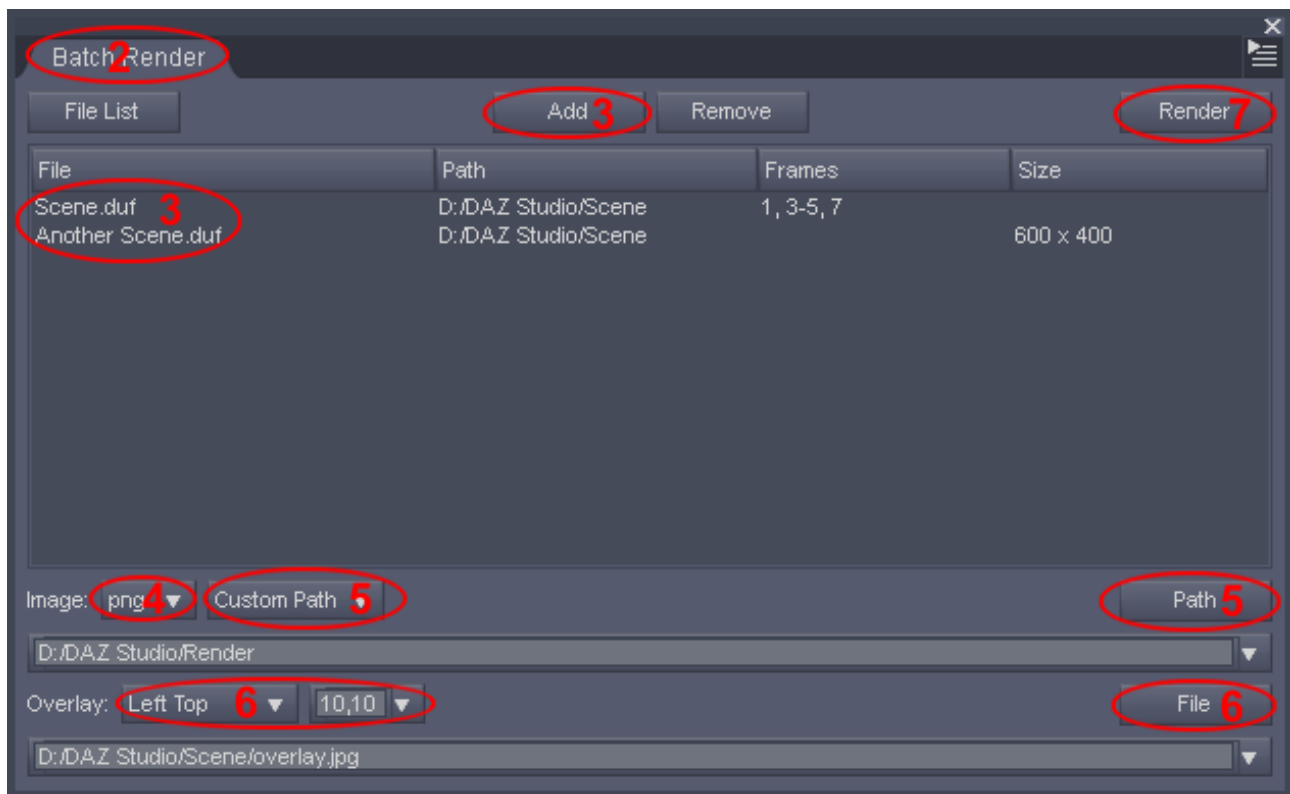 Batch Render 2
File List Add 3 Remove Render 7
File Path Frames Size
Scene.duf 3 D:/DAZ Studio/Scene 1, 3-5, 7
Another Scene.duf D:/DAZ Studio/Scene 600 x 400
Image: png 4 Custom Path 5 Path 5
D:/DAZ Studio/Render
Overlay: Left Top 6 10,10 File 6
D:/DAZ Studio/Scene/overlay.jpg